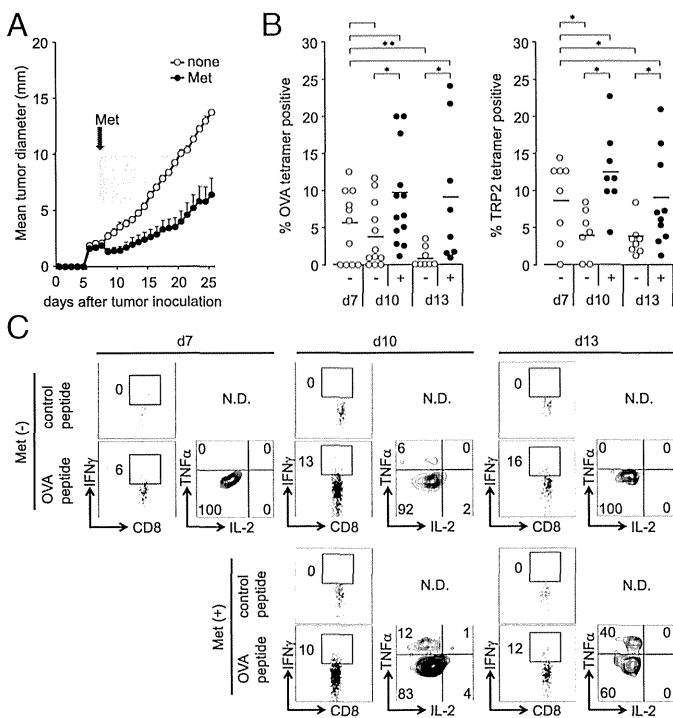 A
Mean tumor diameter (mm)
20
15
10
5
0
none
Met
Met
0 5 10 15 20 25
days after tumor inoculation
B
% OVA tetramer positive
30
25
20
15
10
5
0
**
*
*
- - + - +
d7 d10 d13
% TRP2 tetramer positive
30
25
20
15
10
5
0
*
*
*
*
*
- - + - +
d7 d10 d13
C
d7 d10 d13
Met (-)
control peptide
0 N.D. 0 N.D. 0 N.D.
OVA peptide
IFNγ 6 CD8
TNFα 0 0 100 0 IL-2
IFNγ 13 CD8
TNFα 6 0 92 2 IL-2
IFNγ 16 CD8
TNFα 0 0 100 0 IL-2
Met (+)
control peptide
0 N.D. 0 N.D.
OVA peptide
IFNγ 10 CD8
TNFα 12 1 83 4 IL-2
IFNγ 12 CD8
TNFα 40 0 60 0 IL-2